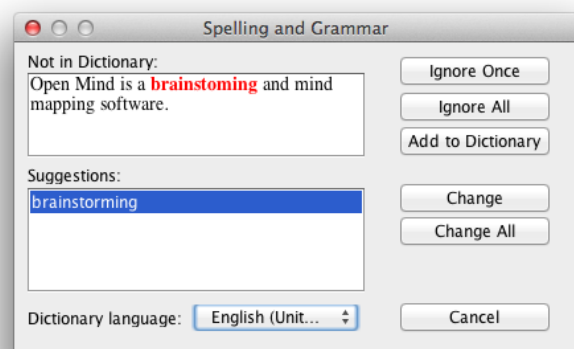 Spelling and Grammar
Not in Dictionary:
Open Mind is a brainstoming and mind
mapping software.
Ignore Once
Ignore All
Add to Dictionary
Suggestions:
brainstorming
Change
Change All
Dictionary language: English (Unit...
Cancel